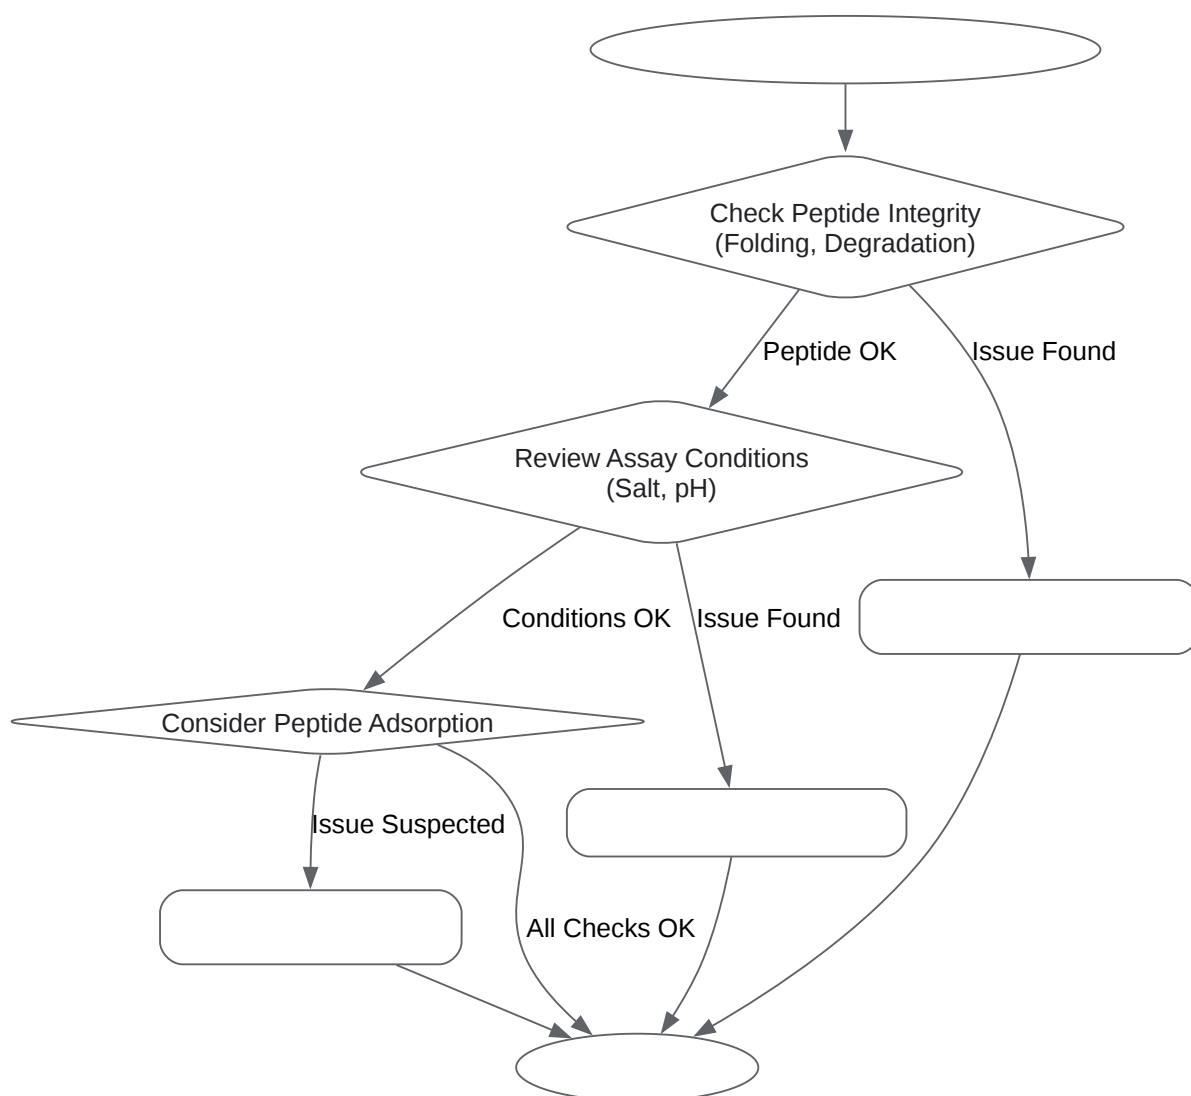 Check Peptide Integrity
(Folding, Degradation)
Peptide OK
Issue Found
Review Assay Conditions
(Salt, pH)
Conditions OK
Issue Found
Consider Peptide Adsorption
Issue Suspected
All Checks OK